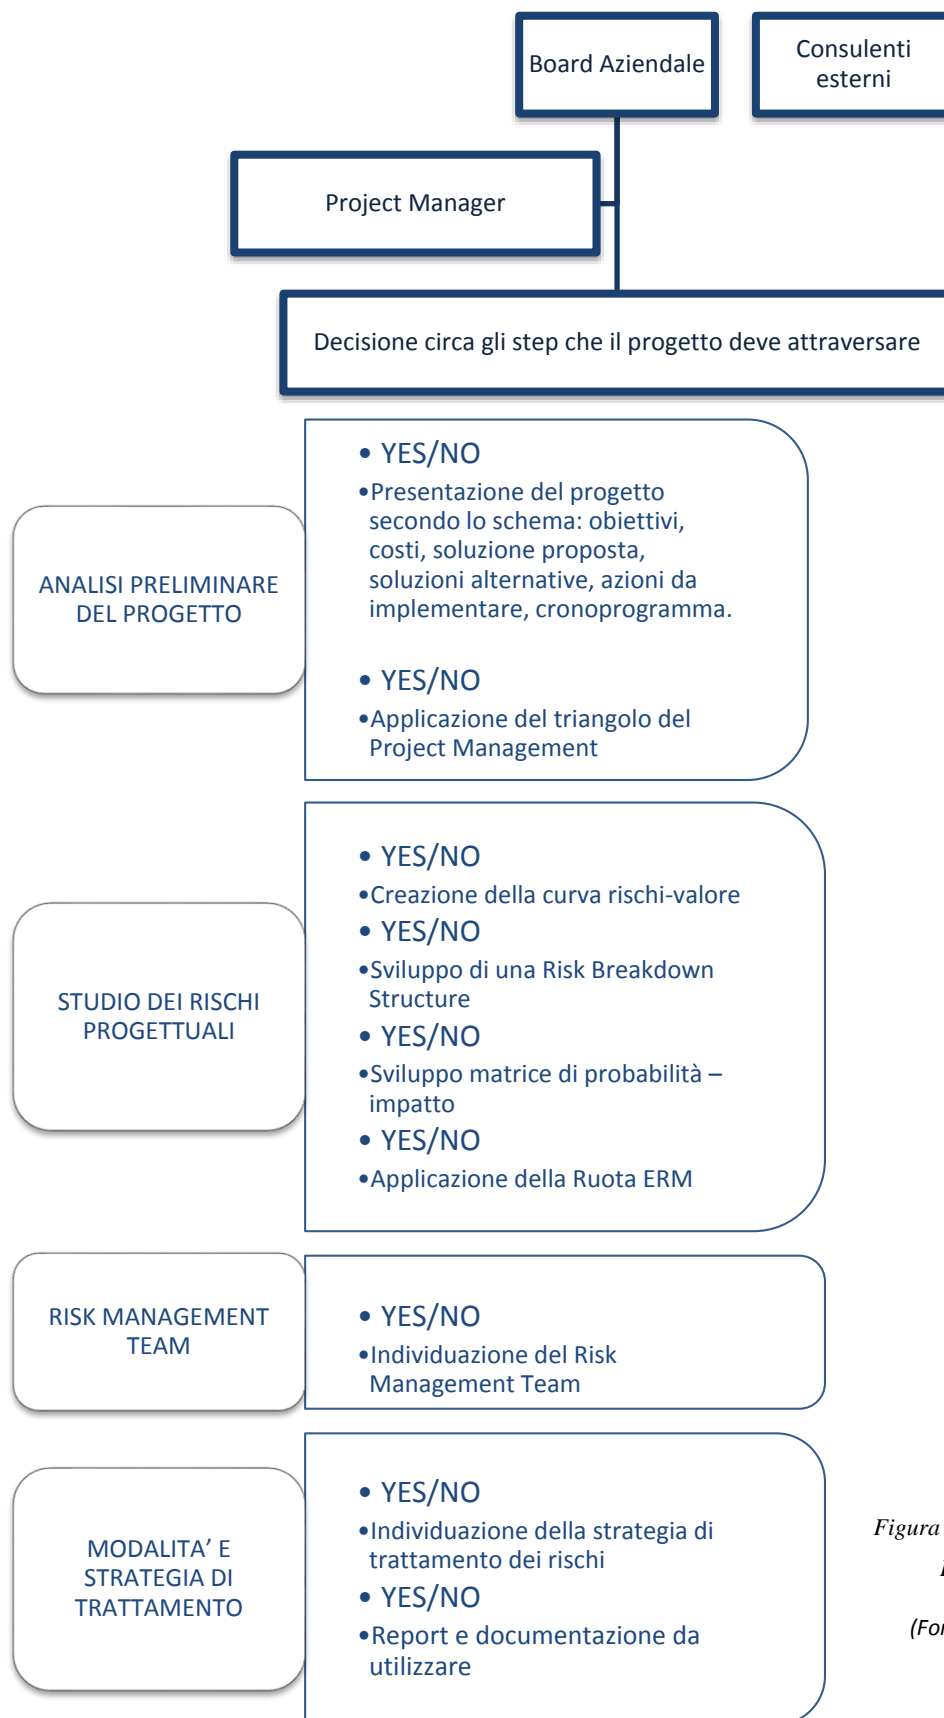 Board Aziendale
Consulenti
esterni
Project Manager
Decisione circa gli step che il progetto deve attraversare
ANALISI PRELIMINARE
DEL PROGETTO
• YES/NO
•Presentazione del progetto
secondo lo schema: obiettivi,
costi, soluzione proposta,
soluzioni alternative, azioni da
implementare, cronoprogramma.
• YES/NO
•Applicazione del triangolo del
Project Management
STUDIO DEI RISCHI
PROGETTUALI
• YES/NO
•Creazione della curva rischi-valore
• YES/NO
•Sviluppo di una Risk Breakdown
Structure
• YES/NO
•Sviluppo matrice di probabilità –
impatto
• YES/NO
•Applicazione della Ruota ERM
RISK MANAGEMENT
TEAM
• YES/NO
•Individuazione del Risk
Management Team
MODALITA’ E
STRATEGIA DI
TRATTAMENTO
• YES/NO
•Individuazione della strategia di
trattamento dei rischi
• YES/NO
•Report e documentazione da
utilizzare
Figura